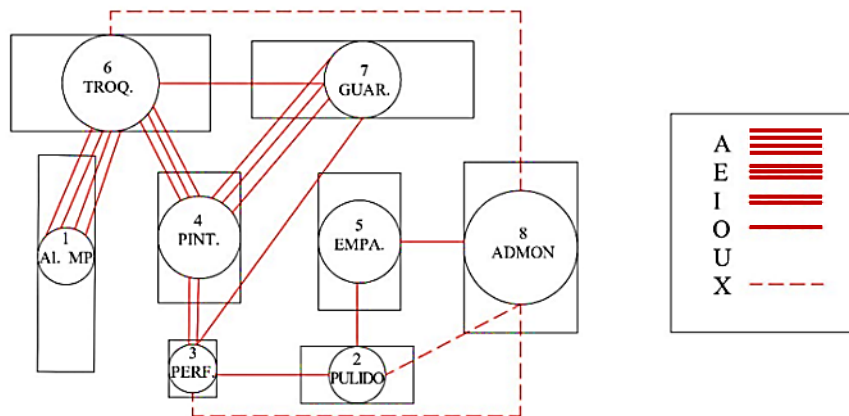 6
TROQ.
7
GUAR.
1
Al. MP
4
PINT.
5
EMPA.
8
ADMON
3
PERF.
2
PULIDO
A
E
I
O
U
X